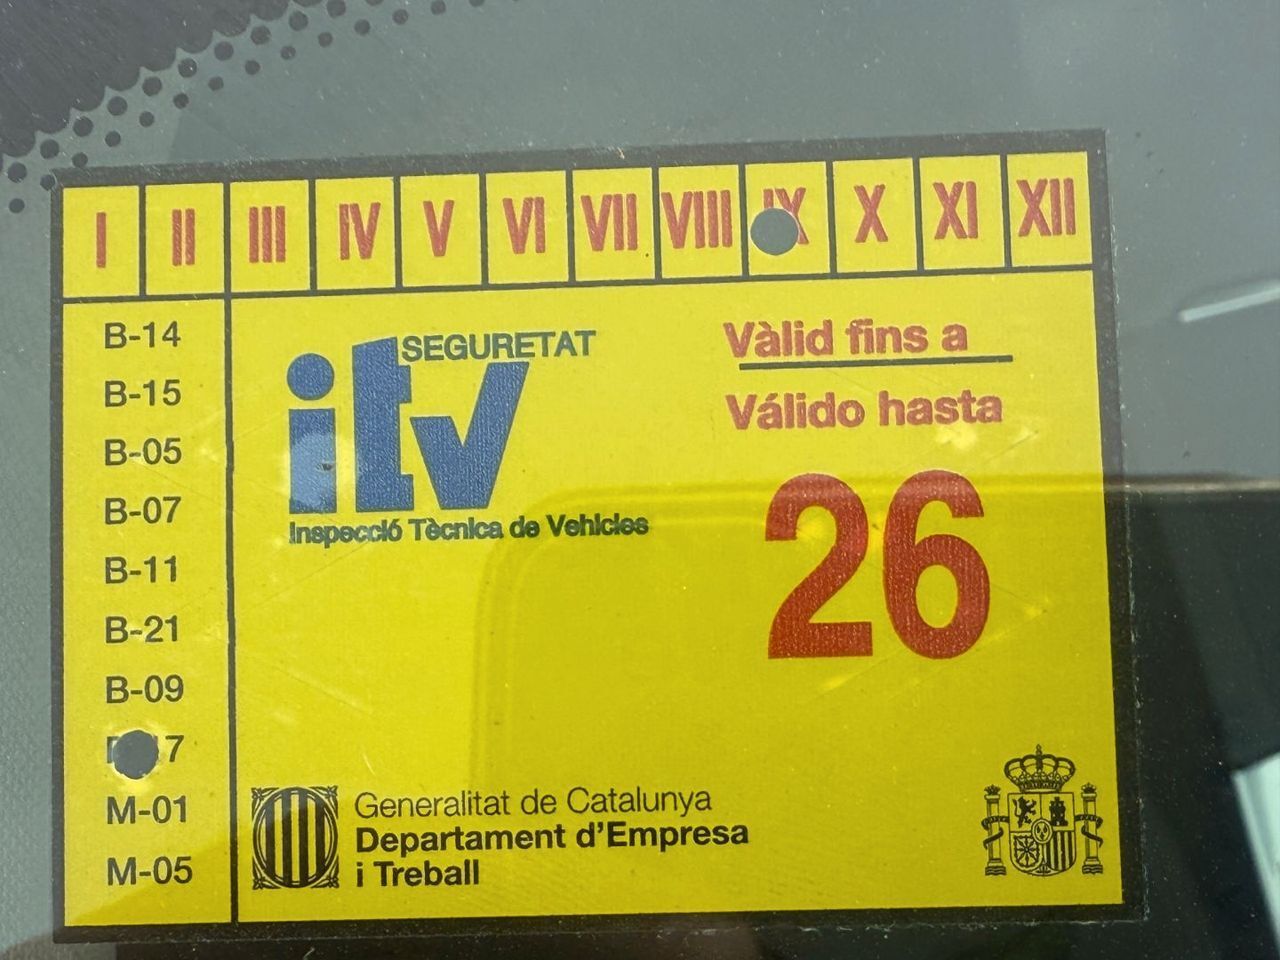 I II III IV V VI VII VIII IX X XI XII
B-14
B-15
B-05
B-07
B-11
B-21
B-09
M-01
M-05
SEGURETAT
itv
Inspecció Tècnica de Vehicles
Vàlid fins a
Válido hasta
26
Generalitat de Catalunya
Departament d'Empresa
i Treball